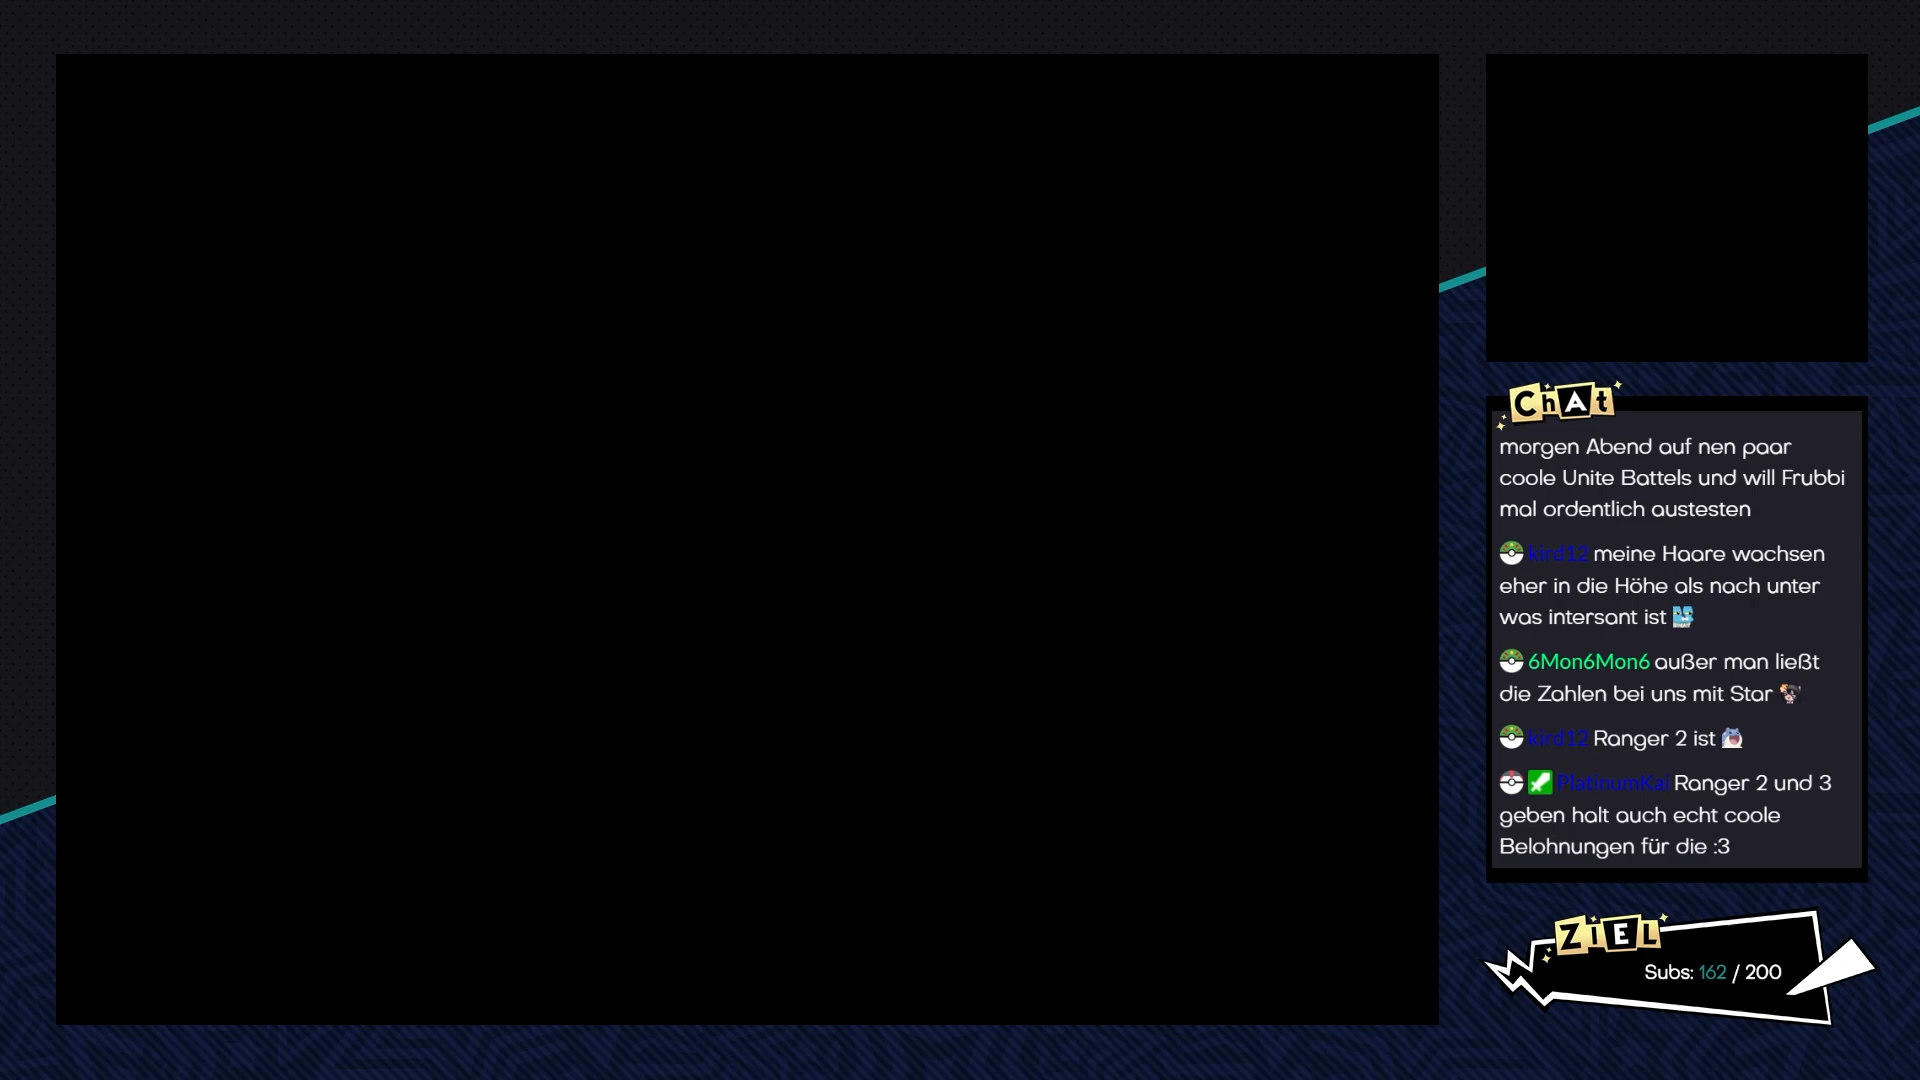 Chat
morgen Abend auf nen paar
coole Unite Battels und will Frubbi
mal ordentlich austesten
kird12 meine Haare wachsen
eher in die Höhe als nach unter
was intersant ist
6Mon6Mon6 außer man ließt
die Zahlen bei uns mit Star
kird12 Ranger 2 ist
PlatinumKai Ranger 2 und 3
geben halt auch echt coole
Belohnungen für die :3
ZiEL
Subs: 162 / 200